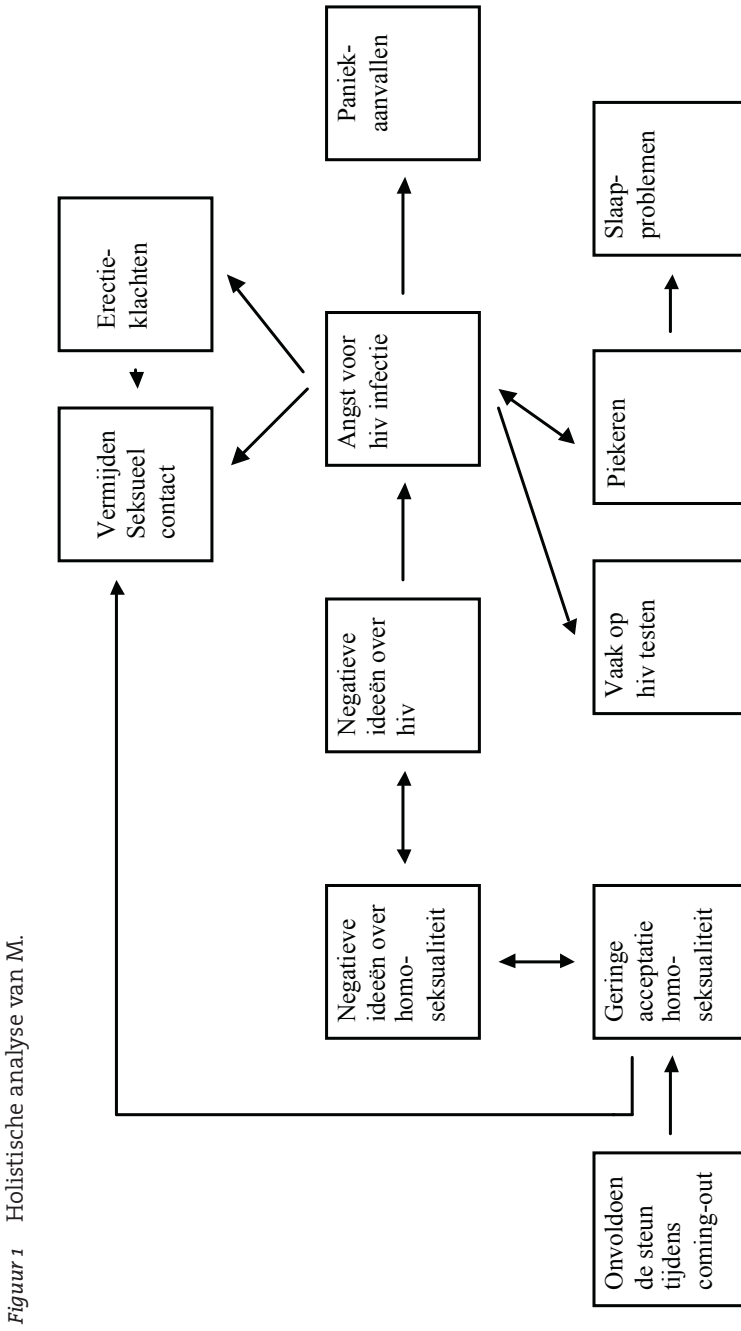 Figuur 1 Holistische analyse van M.
Vermijden
Seksueel
contact
Erectie-
klachten
Negatieve
ideeën over
homo-
seksualiteit
Negatieve
ideeën over
hiv
Angst voor
hiv infectie
Paniek-
aanvallen
Onvoldoen
de steun
tijdens
coming-out
Geringe
acceptatie
homo-
seksualiteit
Vaak op
hiv testen
Piekeren
Slaap-
problemen